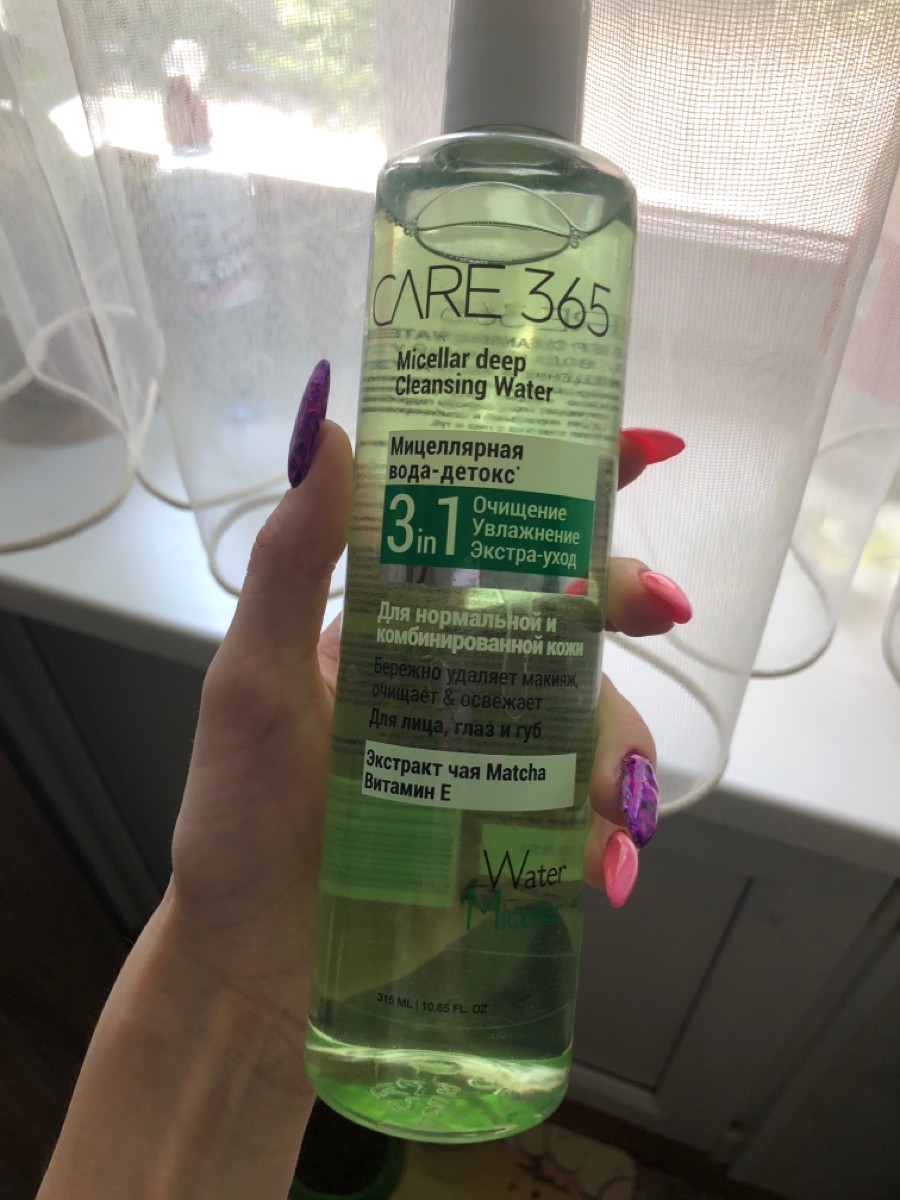 CARE 365
Micellar deep
Cleansing Water
Мицеллярная
вода-детокс*
3in1
Очищение
Увлажнение
Экстра-уход
Для нормальной и
комбинированной кожи
Бережно удаляет макияж,
очищает & освежает
Для лица, глаз и губ
Экстракт чая Matcha
Витамин Е
Water
Micellar
315 ML | 10.65 FL. OZ